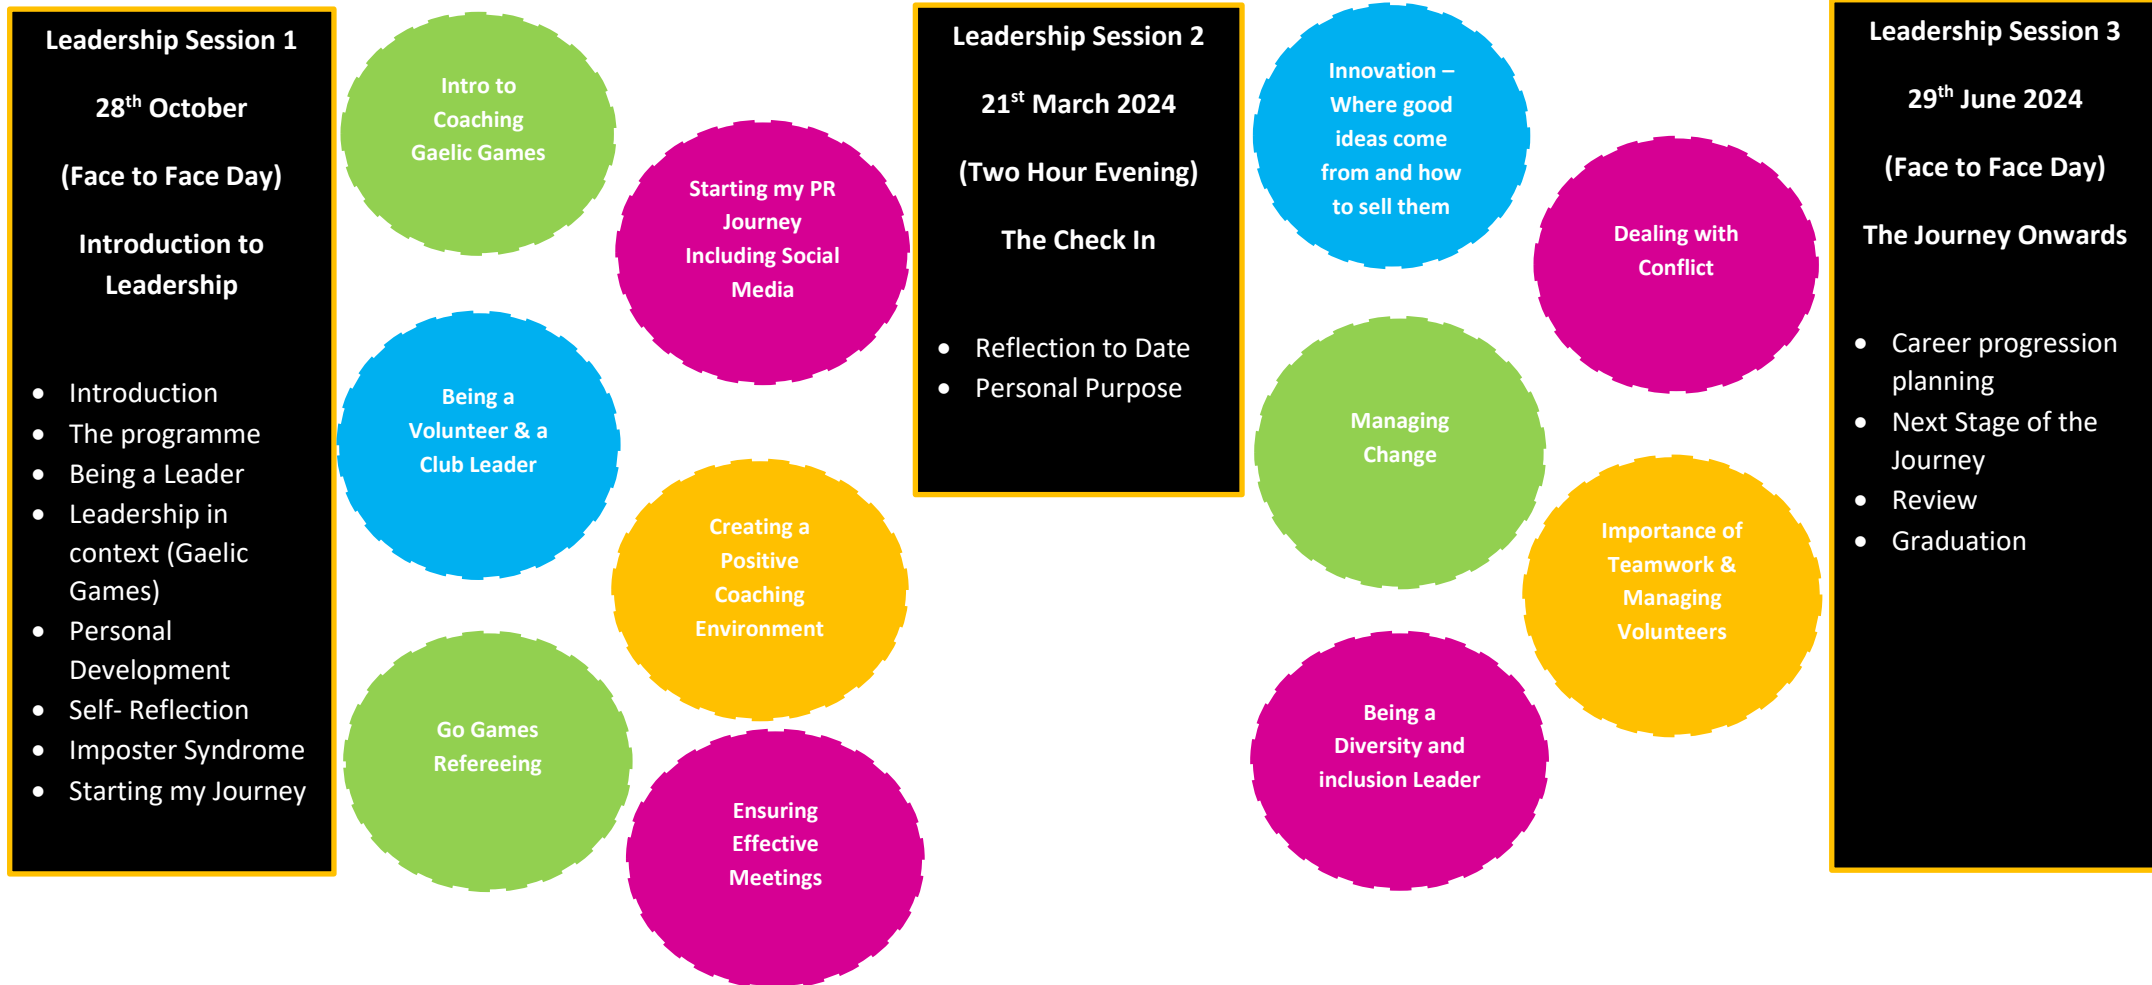 Leadership Session 1
28th October
(Face to Face Day)
Introduction to
Leadership
• Introduction
• The programme
• Being a Leader
• Leadership in
context (Gaelic
Games)
• Personal
Development
• Self- Reflection
• Imposter Syndrome
• Starting my Journey
Intro to
Coaching
Gaelic Games
Starting my PR
Journey
Including Social
Media
Being a
Volunteer & a
Club Leader
Creating a
Positive
Coaching
Environment
Go Games
Refereeing
Ensuring
Effective
Meetings
Leadership Session 2
21st March 2024
(Two Hour Evening)
The Check In
• Reflection to Date
• Personal Purpose
Innovation –
Where good
ideas come
from and how
to sell them
Dealing with
Conflict
Managing
Change
Importance of
Teamwork &
Managing
Volunteers
Being a
Diversity and
inclusion Leader
Leadership Session 3
29th June 2024
(Face to Face Day)
The Journey Onwards
• Career progression
planning
• Next Stage of the
Journey
• Review
• Graduation